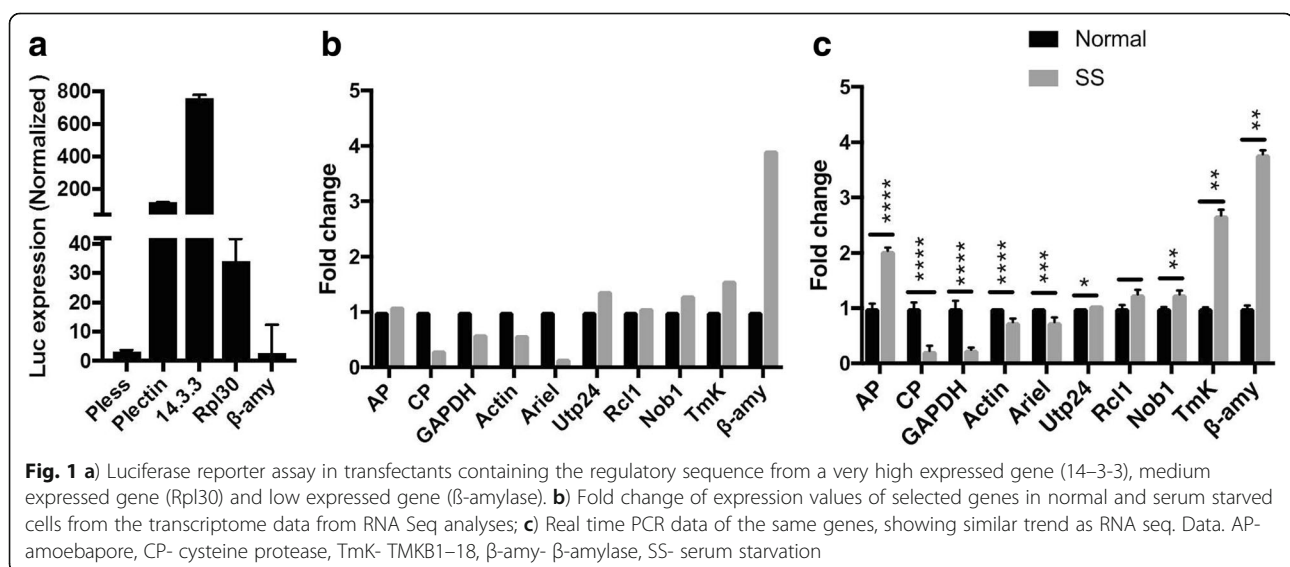 a
Luc expression (Normalized )
800
600
400
200
40
30
20
10
0
Pless
Plectin
14.3.3
Rpl30
β-amy
b
Fold change
5
4
3
2
1
0
AP
CP
GAPDH
Actin
Ariel
Utp24
Rcl1
Nob1
TmK
β-amy
c
Normal
SS
Fold change
5
4
3
2
1
0
****
****
****
****
***
*
**
**
**
AP
CP
GAPDH
Actin
Ariel
Utp24
Rcl1
Nob1
TmK
β-amy
Fig. 1 a) Luciferase reporter assay in transfectants containing the regulatory sequence from a very high expressed gene (14–3-3), medium
expressed gene (Rpl30) and low expressed gene (ß-amylase). b) Fold change of expression values of selected genes in normal and serum starved
cells from the transcriptome data from RNA Seq analyses; c) Real time PCR data of the same genes, showing similar trend as RNA seq. Data. AP-
amoebapore, CP- cysteine protease, TmK- TMKB1–18, β-amy- β-amylase, SS- serum starvation